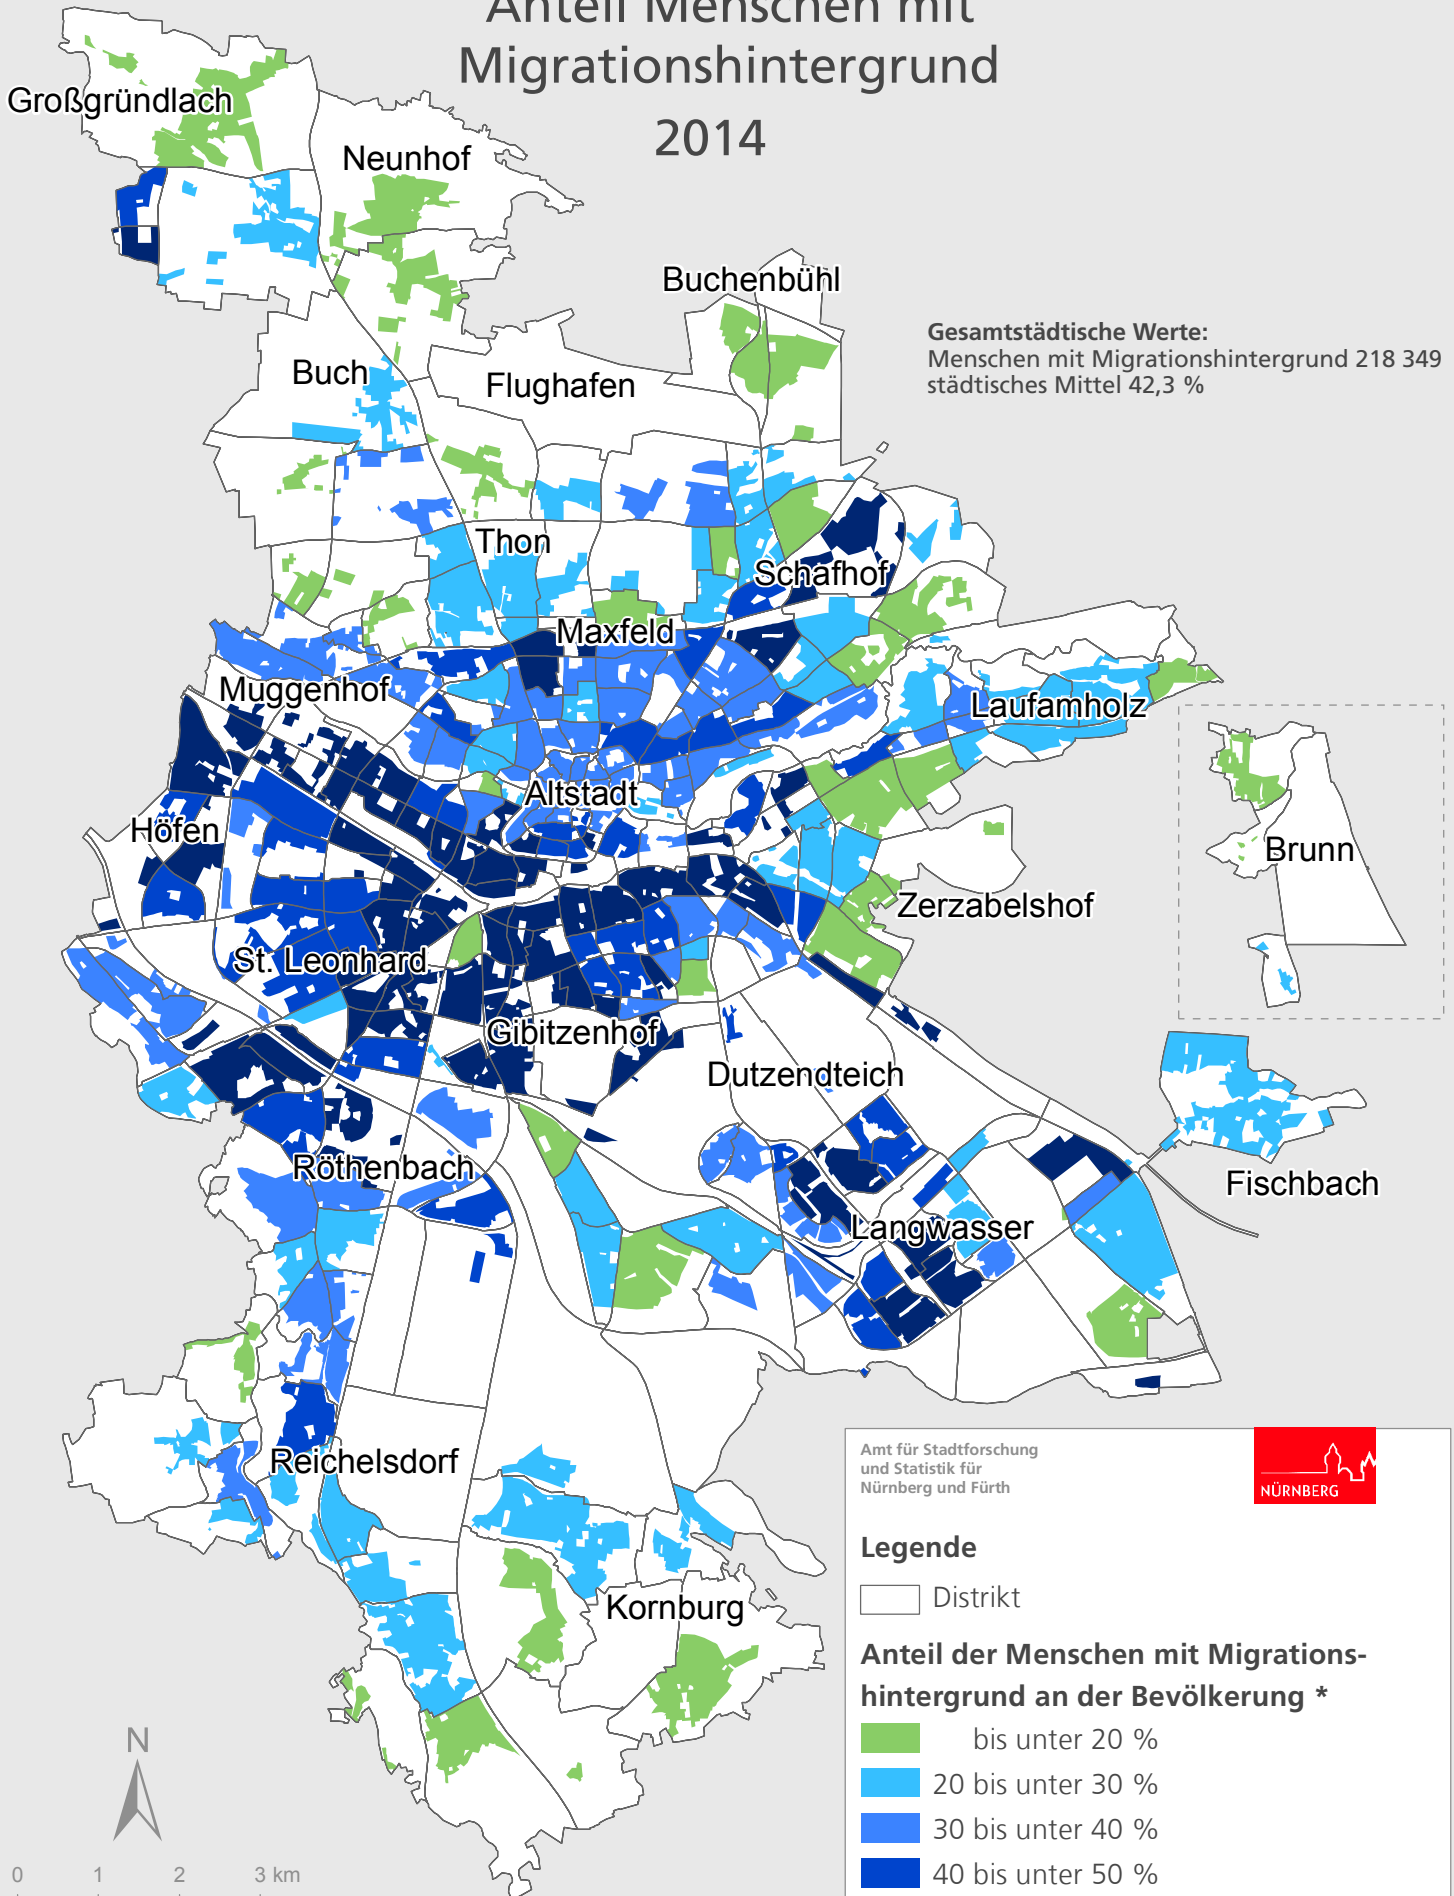 Anteil Menschen mit
Migrationshintergrund
2014
Großgründlach
Neunhof
Buchenbühl
Gesamtstädtische Werte:
Menschen mit Migrationshintergrund 218 349
städtisches Mittel 42,3 %
Buch
Flughafen
Thon
Schafhof
Maxfeld
Muggenhof
Laufamholz
Altstadt
Höfen
Brunn
Zerzabelshof
St. Leonhard
Gibitzenhof
Dutzendteich
Röthenbach
Fischbach
Langwasser
Reichelsdorf
Kornburg
Amt für Stadtforschung
und Statistik für
Nürnberg und Fürth
NÜRNBERG
Legende
Distrikt
Anteil der Menschen mit Migrations-
hintergrund an der Bevölkerung *
bis unter 20 %
20 bis unter 30 %
30 bis unter 40 %
40 bis unter 50 %
N
0 1 2 3 km